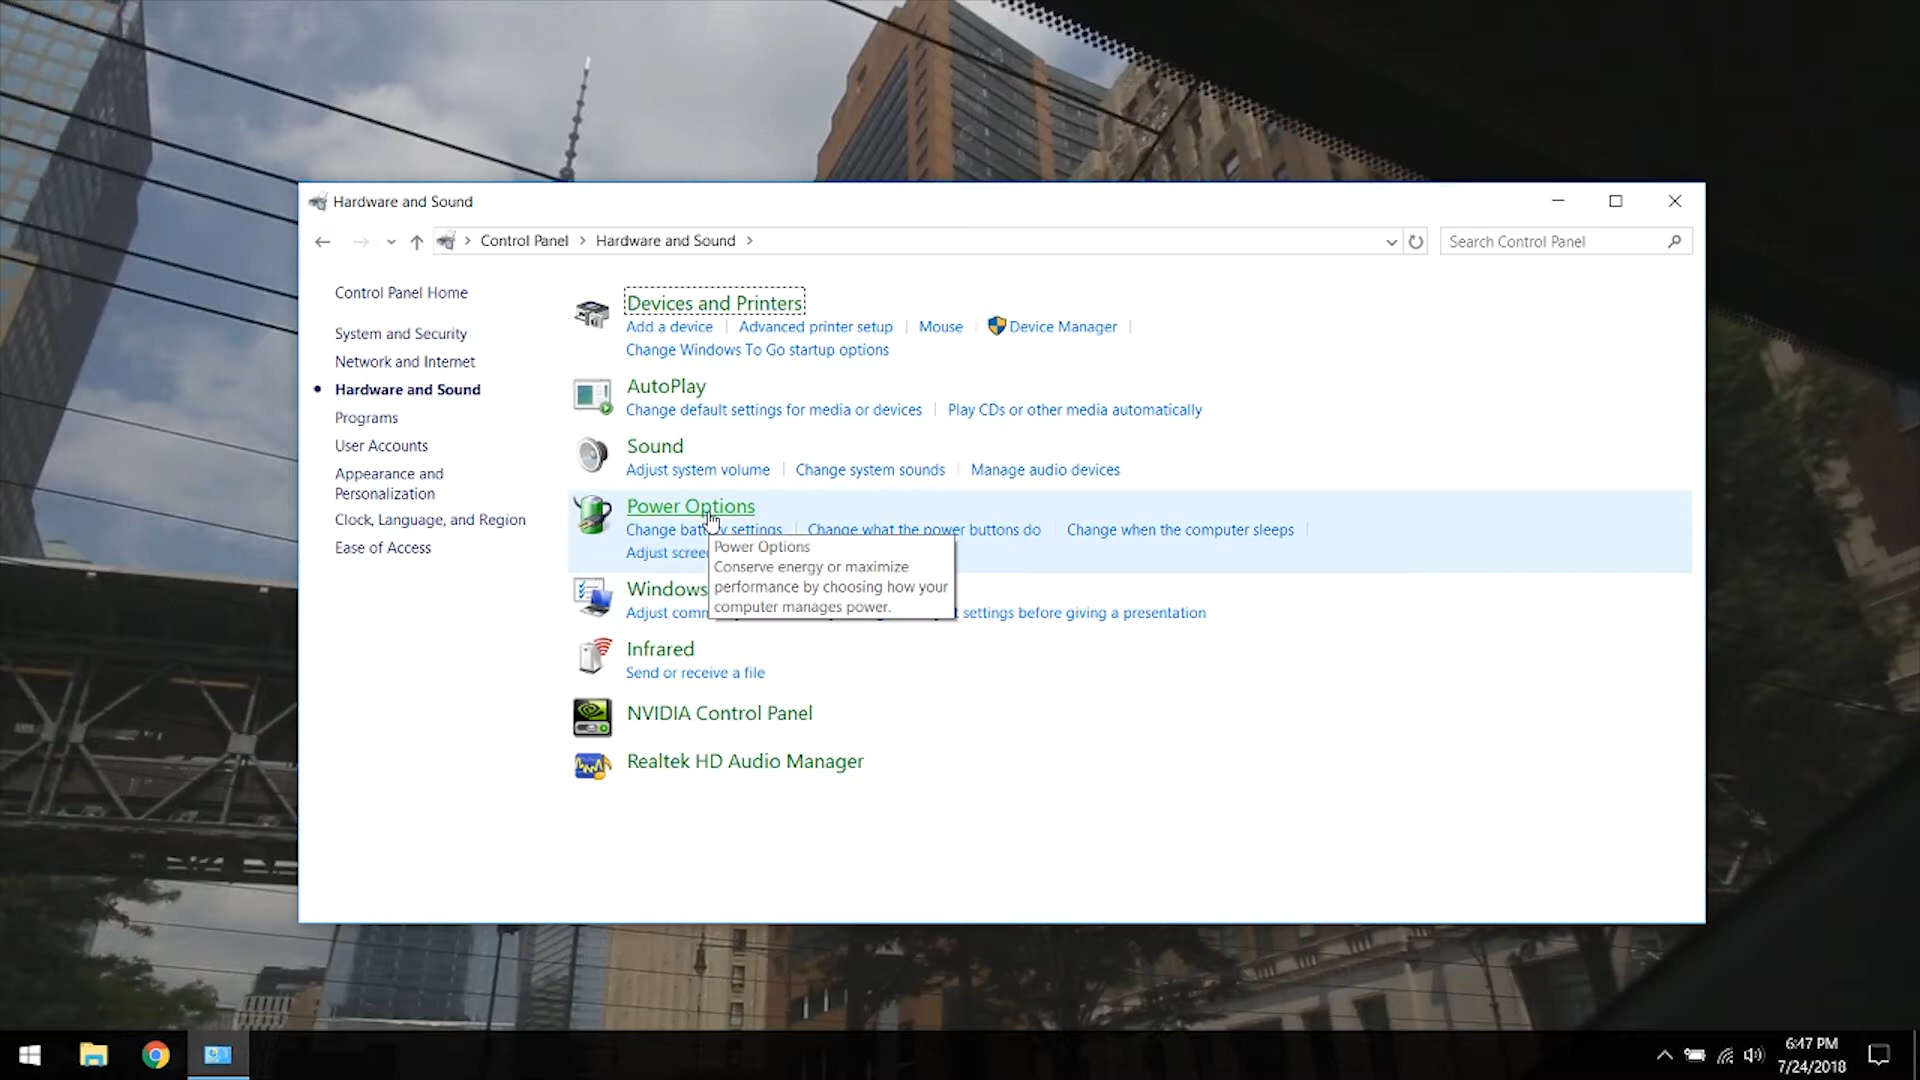 Hardware and Sound
Control Panel > Hardware and Sound >
Search Control Panel
Control Panel Home
System and Security
Network and Internet
Hardware and Sound
Programs
User Accounts
Appearance and
Personalization
Clock, Language, and Region
Ease of Access
Devices and Printers
Add a device | Advanced printer setup | Mouse | Device Manager |
Change Windows To Go startup options
AutoPlay
Change default settings for media or devices | Play CDs or other media automatically
Sound
Adjust system volume | Change system sounds | Manage audio devices
Power Options
Change battery settings | Change what the power buttons do | Change when the computer sleeps |
Adjust
Power Options
Conserve energy or maximize
performance by choosing how your
computer manages power.
Windows
Adjust settings before giving a presentation
Infrared
Send or receive a file
NVIDIA Control Panel
Realtek HD Audio Manager
6:47 PM
7/24/2018